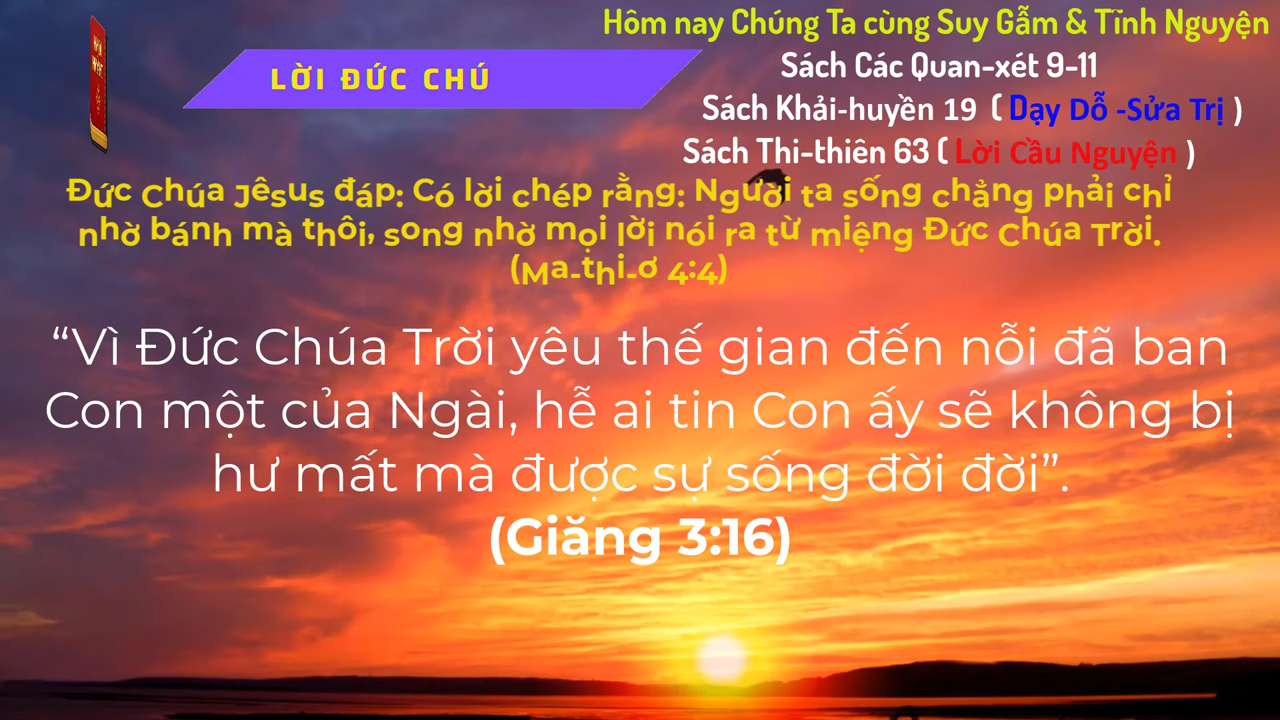 Hôm nay Chúng Ta cùng Suy Gẫm & Tĩnh Nguyện
LỜI ĐỨC CHÚ
Sách Các Quan-xét 9-11
Sách Khải-huyền 19 ( Dạy Dỗ -Sửa Trị )
Sách Thi-thiên 63 ( Lời Cầu Nguyện )
Đức Chúa Jêsus đáp: Có lời chép rằng: Người ta sống chẳng phải chỉ
nhờ bánh mà thôi, song nhờ mọi lời nói ra từ miệng Đức Chúa Trời.
(Ma-thi-ơ 4:4)
“Vì Đức Chúa Trời yêu thế gian đến nỗi đã ban
Con một của Ngài, hễ ai tin Con ấy sẽ không bị
hư mất mà được sự sống đời đời”.
(Giăng 3:16)